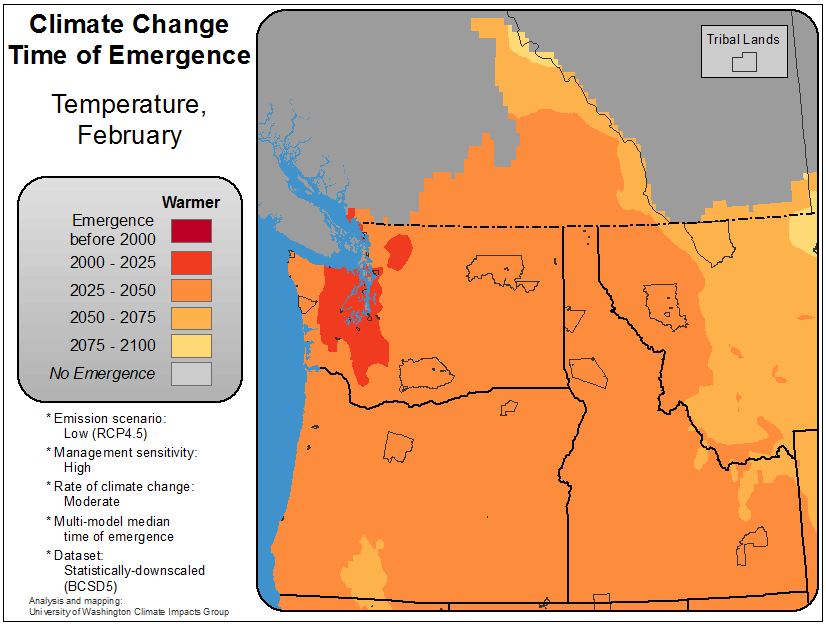 Climate Change
Time of Emergence
Temperature,
February
Warmer
Emergence
before 2000
2000 - 2025
2025 - 2050
2050 - 2075
2075 - 2100
No Emergence
* Emission scenario:
Low (RCP4.5)
* Management sensitivity:
High
* Rate of climate change:
Moderate
* Multi-model median
time of emergence
* Dataset:
Statistically-downscaled
(BCSD5)
Analysis and mapping:
University of Washington Climate Impacts Group
Tribal Lands